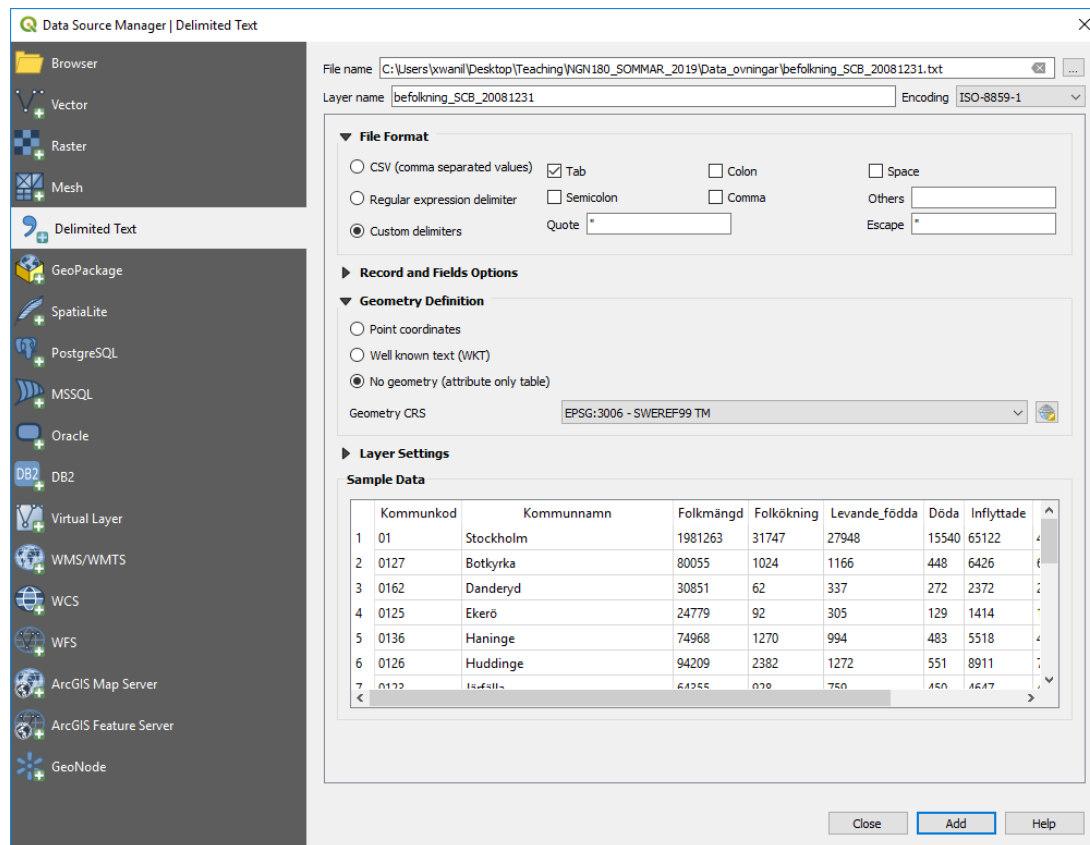 Data Source Manager | Delimited Text
Browser
Vector
Raster
Mesh
Delimited Text
GeoPackage
SpatiaLite
PostgreSQL
MSSQL
Oracle
DB2 DB2
Virtual Layer
WMS/WMTS
WCS
WFS
ArcGIS Map Server
ArcGIS Feature Server
GeoNode
File name C:\Users\xwanil\Desktop\Teaching\NGN180_SOMMAR_2019\Data_ovningar\befolkning_SCB_20081231.txt ...
Layer name befolkning_SCB_20081231 Encoding ISO-8859-1
File Format
CSV (comma separated values) Tab Colon Space
Regular expression delimiter Semicolon Comma Others
Custom delimiters Quote " Escape "
Record and Fields Options
Geometry Definition
Point coordinates
Well known text (WKT)
No geometry (attribute only table)
Geometry CRS EPSG:3006 - SWEREF99 TM
Layer Settings
Sample Data
Kommunkod Kommunnamn Folkmängd Folkökning Levande_födda Döda Inflyttade
1 01 Stockholm 1981263 31747 27948 15540 65122
2 0127 Botkyrka 80055 1024 1166 448 6426
3 0162 Danderyd 30851 62 337 272 2372
4 0125 Ekerö 24779 92 305 129 1414
5 0136 Haninge 74968 1270 994 483 5518
6 0126 Huddinge 94209 2382 1272 551 8911
7 0123 Järfälla 64355 928 759 450 4647
Close Add Help